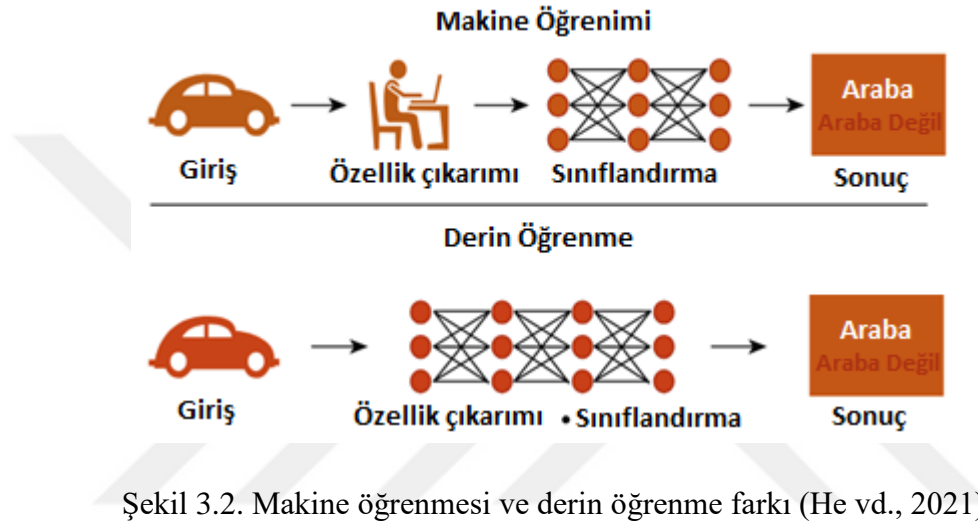 Makine Öğrenimi
Araba
Araba Değil
Giriş
Özellik çıkarımı
Sınıflandırma
Sonuç
Derin Öğrenme
Araba
Araba Değil
Giriş
Özellik çıkarımı • Sınıflandırma
Sonuç
Şekil 3.2. Makine öğrenmesi ve derin öğrenme farkı (He vd., 2021)